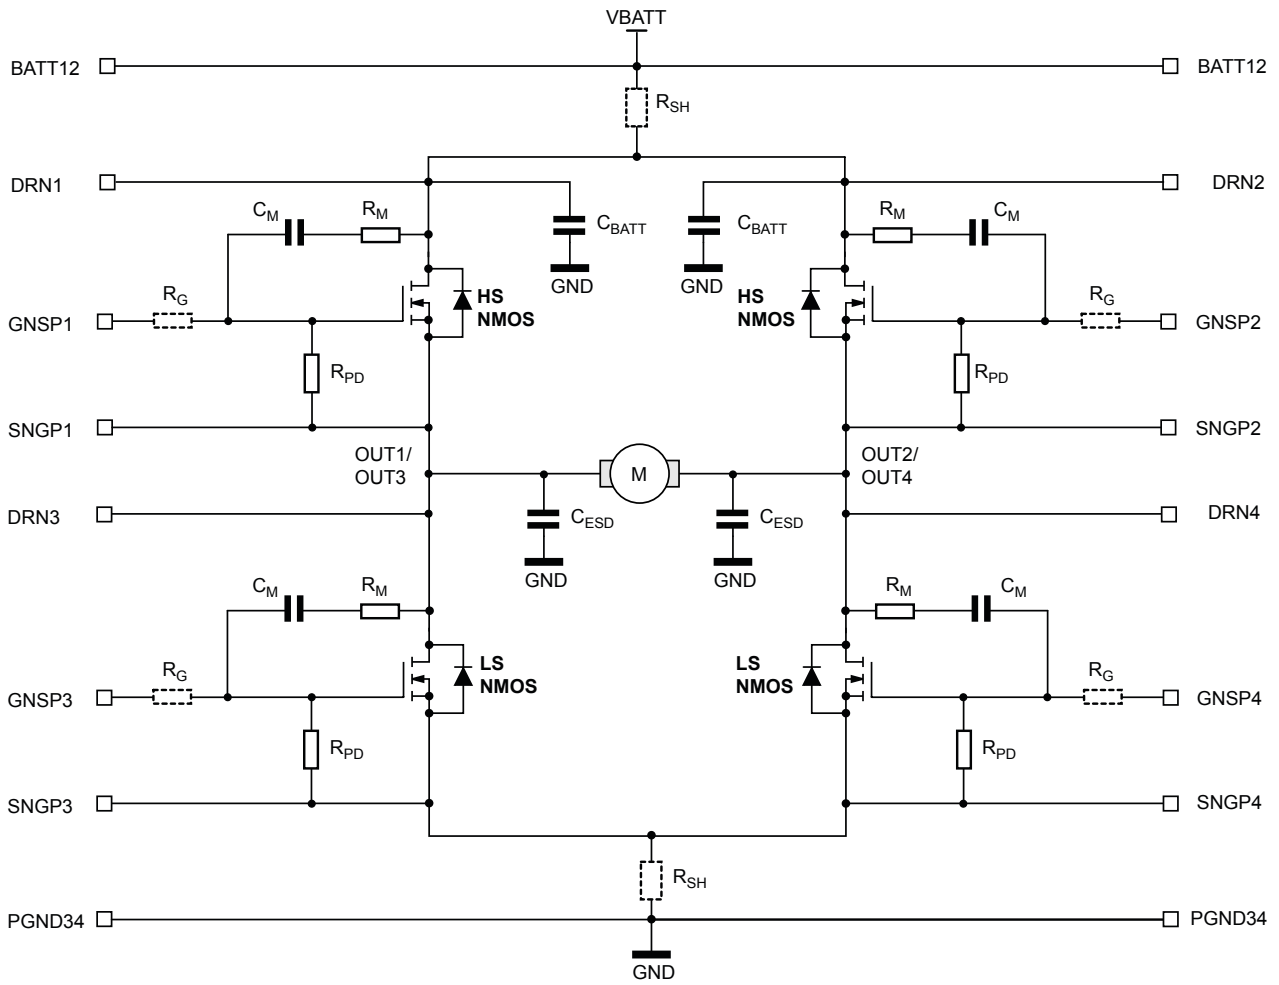 VBATT
BATT12
BATT12
RSH
DRN1
DRN2
CM
RM
CBATT
CBATT
RM
CM
GND
GND
RG
HS
NMOS
HS
NMOS
RG
GNSP1
GNSP2
RPD
RPD
SNGP1
SNGP2
OUT1/
OUT3
M
OUT2/
OUT4
DRN3
CESD
CESD
DRN4
GND
GND
CM
RM
RM
CM
RG
LS
NMOS
LS
NMOS
RG
GNSP3
GNSP4
RPD
RPD
SNGP3
SNGP4
RSH
PGND34
PGND34
GND